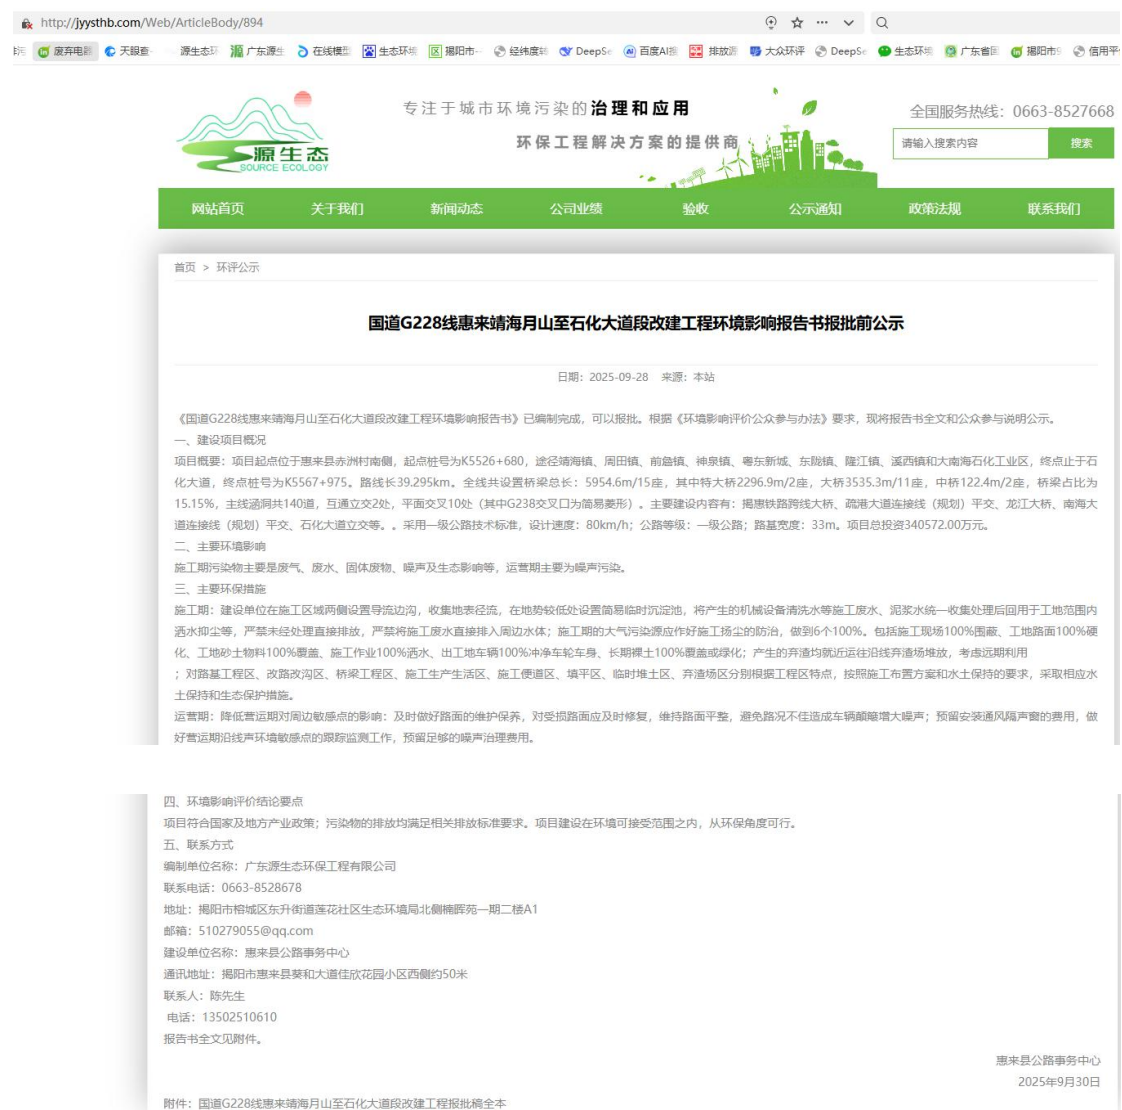 http://jyysthb.com/Web/ArticleBody/894
废弃电器 天眼查 源生态环 广东源生 在线模型 生态环境 揭阳市 经纬度转 DeepSe 百度AI搜 排放源 大众环评 DeepSe 生态环境 广东省固 揭阳市 信用平
源生态
SOURCE ECOLOGY
专注于城市环境污染的治理和应用
环保工程解决方案的提供商
全国服务热线：0663-8527668
请输入搜索内容 搜索
网站首页 关于我们 新闻动态 公司业绩 验收 公示通知 政策法规 联系我们
首页 > 环评公示
国道G228线惠来靖海月山至石化大道段改建工程环境影响报告书报批前公示
日期：2025-09-28 来源：本站
《国道G228线惠来靖海月山至石化大道段改建工程环境影响报告书》已编制完成，可以报批。根据《环境影响评价公众参与办法》要求，现将报告书全文和公众参与说明公示。
一、建设项目概况
项目概要：项目起点位于惠来县赤洲村南侧，起点桩号为K5526+680，途径靖海镇、周田镇、前詹镇、神泉镇、粤东新城、东陇镇、隆江镇、溪西镇和大南海石化工业区，终点止于石
化大道，终点桩号为K5567+975。路线长39.295km。全线共设置桥梁总长：5954.6m/15座，其中特大桥2296.9m/2座，大桥3535.3m/11座，中桥122.4m/2座，桥梁占比为
15.15%，主线涵洞共140道，互通立交2处，平面交叉10处（其中G238交叉口为简易菱形）。主要建设内容有：揭惠铁路跨线大桥、疏港大道连接线（规划）平交、龙江大桥、南海大
道连接线（规划）平交、石化大道立交等。。采用一级公路技术标准，设计速度：80km/h；公路等级：一级公路；路基宽度：33m。项目总投资340572.00万元。
二、主要环境影响
施工期污染物主要是废气、废水、固体废物、噪声及生态影响等，运营期主要为噪声污染。
三、主要环保措施
施工期：建设单位在施工区域两侧设置导流边沟，收集地表径流，在地势较低处设置简易临时沉淀池，将产生的机械设备清洗水等施工废水、泥浆水统一收集处理后回用于工地范围内
洒水抑尘等，严禁未经处理直接排放，严禁将施工废水直接排入周边水体；施工期的大气污染源应作好施工扬尘的防治，做到6个100%。包括施工现场100%围蔽、工地路面100%硬
化、工地砂土物料100%覆盖、施工作业100%洒水、出工地车辆100%冲净车轮车身、长期裸土100%覆盖或绿化；产生的弃渣均就近运往沿线弃渣场堆放，考虑远期利用
；对路基工程区、改路改沟区、桥梁工程区、施工生产生活区、施工便道区、填平区、临时堆土区、弃渣场区分别根据工程区特点，按照施工布置方案和水土保持的要求，采取相应水
土保持和生态保护措施。
运营期：降低营运期对周边敏感点的影响：及时做好路面的维护保养，对受损路面应及时修复，维持路面平整，避免路况不佳造成车辆颠簸增大噪声；预留安装通风隔声窗的费用，做
好营运期沿线声环境敏感点的跟踪监测工作，预留足够的噪声治理费用。
四、环境影响评价结论要点
项目符合国家及地方产业政策；污染物的排放均满足相关排放标准要求。项目建设在环境可接受范围之内，从环保角度可行。
五、联系方式
编制单位名称：广东源生态环保工程有限公司
联系电话：0663-8528678
地址：揭阳市榕城区东升街道莲花社区生态环境局北侧楠晖苑一期二楼A1
邮箱：510279055@qq.com
建设单位名称：惠来县公路事务中心
通讯地址：揭阳市惠来县葵和大道佳欣花园小区西侧约50米
联系人：陈先生
电话：13502510610
报告书全文见附件。
惠来县公路事务中心
2025年9月30日
附件：国道G228线惠来靖海月山至石化大道段改建工程报批稿全本